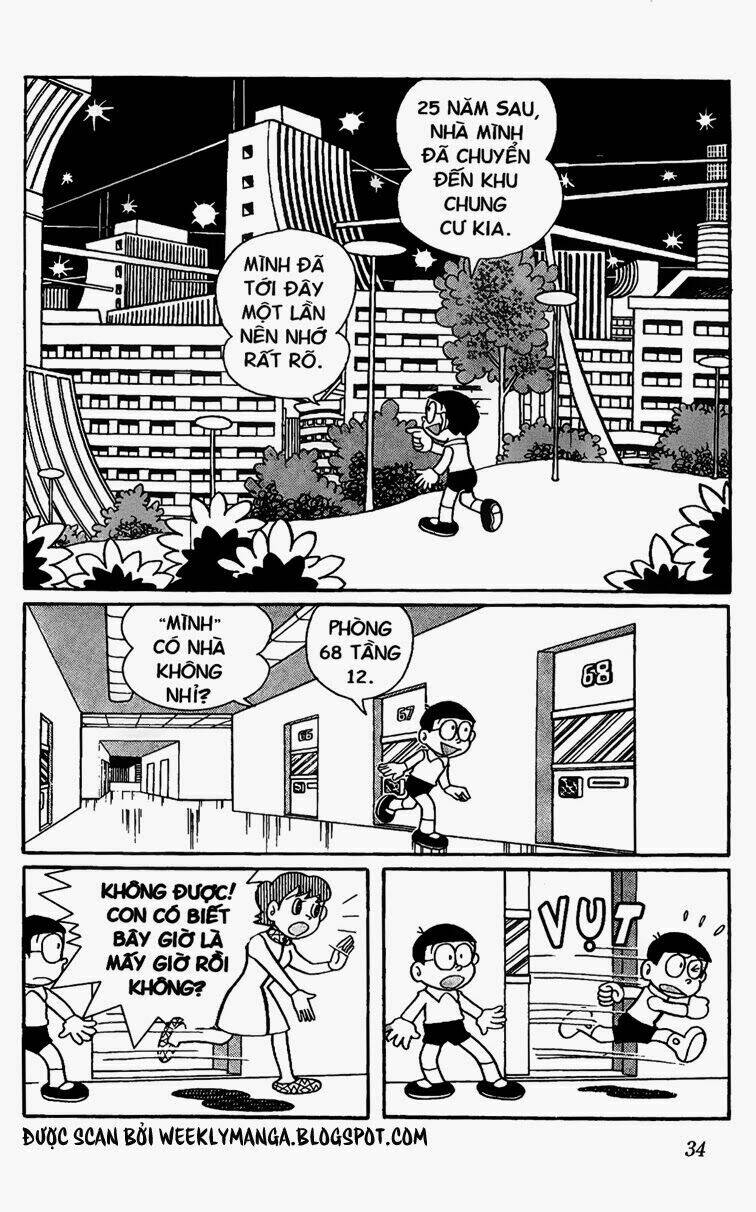 25 NĂM SAU,
NHÀ MÌNH
ĐÃ CHUYỂN
ĐẾN KHU
CHUNG
CƯ KIA.
MÌNH ĐÃ
TỚI ĐÂY
MỘT LẦN
NÊN NHỚ
RẤT RÕ.
"MÌNH"
CÓ NHÀ
KHÔNG
NHỈ?
PHÒNG
68 TẦNG
12.
66
67
68
KHÔNG ĐƯỢC!
CON CÓ BIẾT
BÂY GIỜ LÀ
MẤY GIỜ RỒI
KHÔNG?
VỤT
ĐƯỢC SCAN BỞI WEEKLYMANGA.BLOGSPOT.COM
34